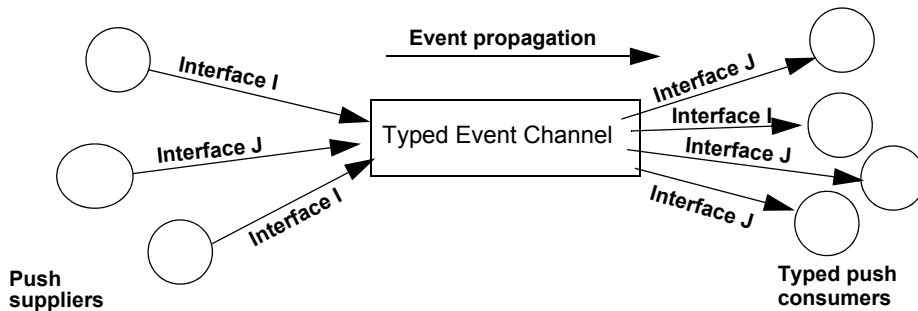 Event propagation
Interface I
Interface J
Interface I
Typed Event Channel
Interface J
Interface I
Interface J
Interface J
Push
suppliers
Typed push
consumers